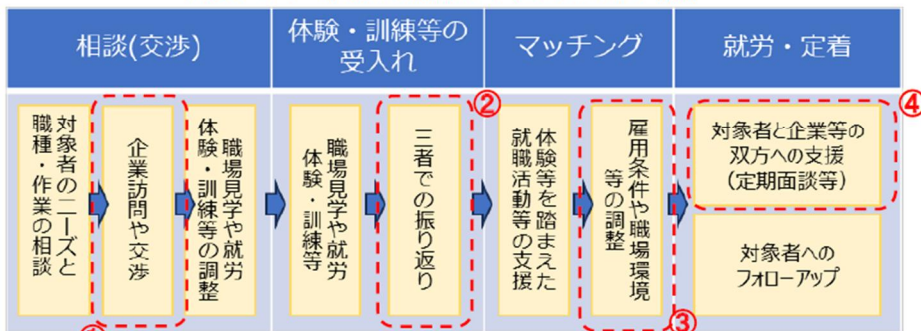 相談(交渉)
体験・訓練等の
受入れ
マッチング
就労・定着
対象者のニーズと
職種・作業の相談
①
企業訪問や交渉
職場見学や就労
体験・訓練等の調整
職場見学や就労
体験・訓練等
②
三者での振り返り
体験等を踏まえた
就職活動等の支援
③
雇用条件や職場環境
等の調整
④
対象者と企業等の
双方への支援
(定期面談等)
対象者への
フォローアップ